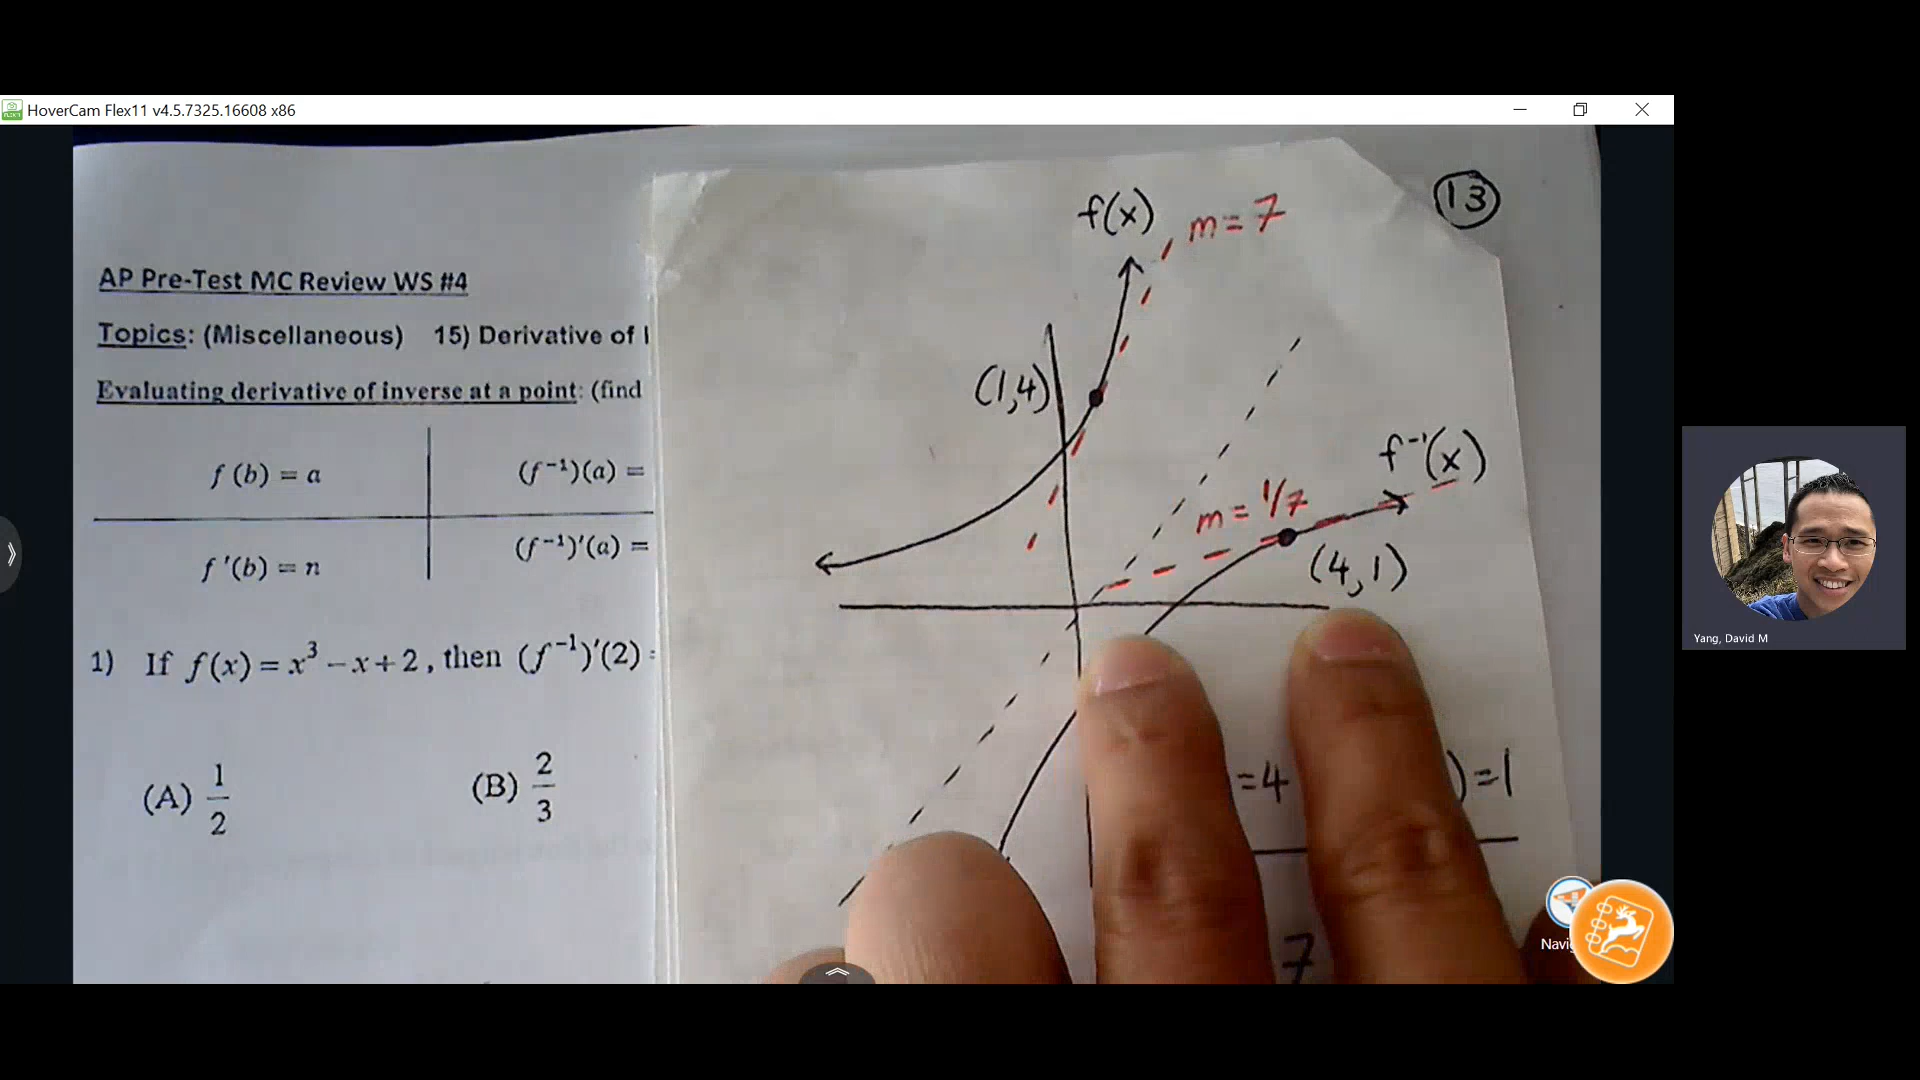 HoverCam Flex11 v4.5.7325.16608 x86
AP Pre-Test MC Review WS #4
Topics: (Miscellaneous) 15) Derivative of
Evaluating derivative of inverse at a point: (find
f (b) = a
(f⁻¹)(a) =
f '(b) = n
(f⁻¹)'(a) =
1) If f(x) = x³ − x + 2, then (f⁻¹)'(2)
(A) 1/2
(B) 2/3
13
f(x)
m = 7
(1,4)
f⁻¹(x)
m = 1/7
(4,1)
=4
)=1
7
Yang, David M